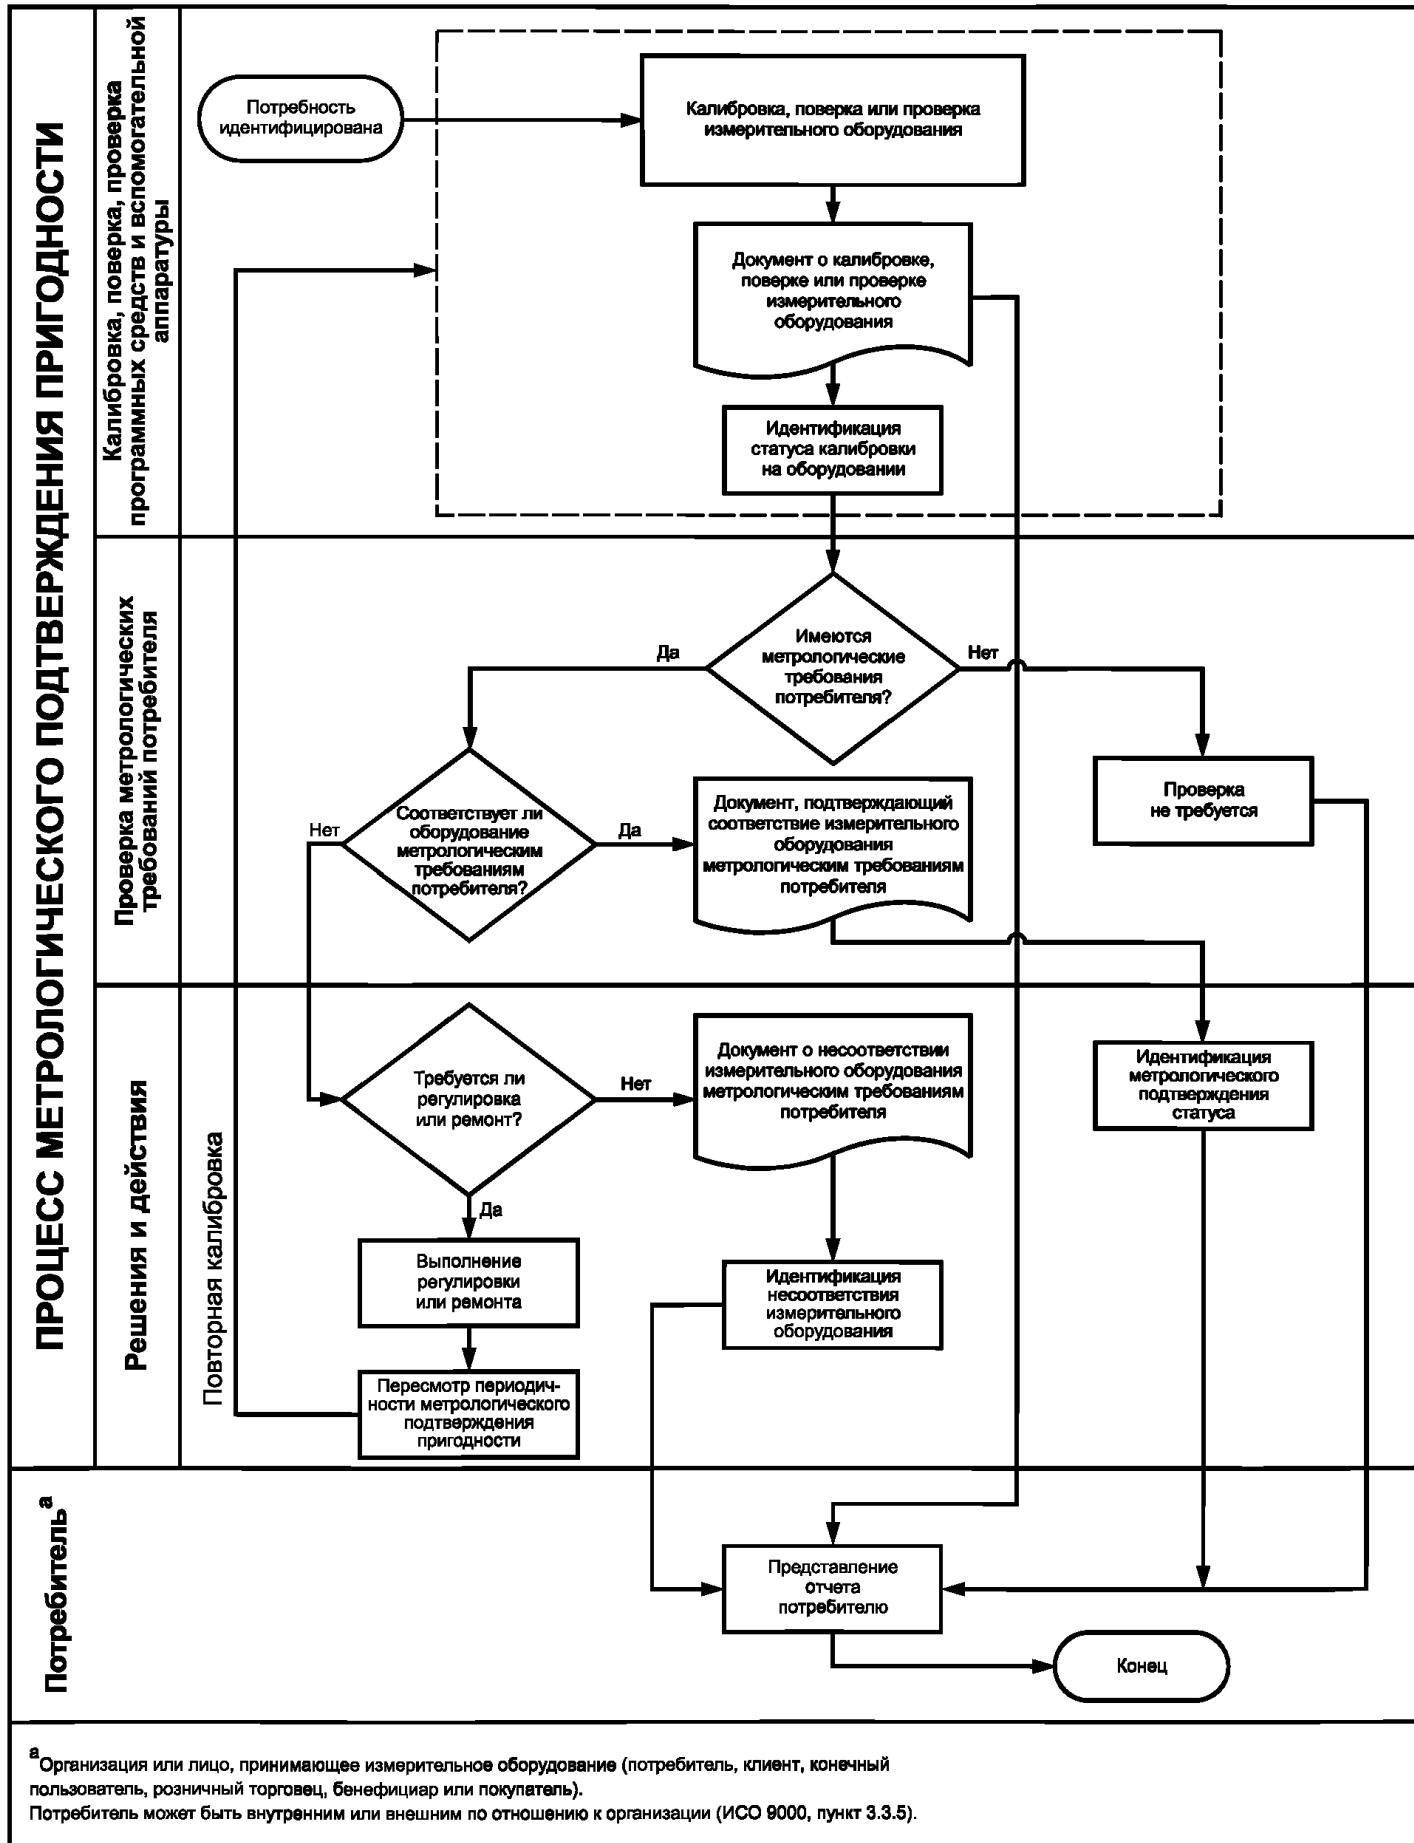 ПРОЦЕСС МЕТРОЛОГИЧЕСКОГО ПОДТВЕРЖДЕНИЯ ПРИГОДНОСТИ
Калибровка, поверка, проверка
программных средств и вспомогательной
аппаратуры
Потребность
идентифицирована
Калибровка, поверка или проверка
измерительного оборудования
Документ о калибровке,
поверке или проверке
измерительного
оборудования
Идентификация
статуса калибровки
на оборудовании
Проверка метрологических
требований потребителя
Имеются
метрологические
требования
потребителя?
Да
Нет
Соответствует ли
оборудование
метрологическим
требованиям
потребителя?
Нет
Да
Документ, подтверждающий
соответствие измерительного
оборудования
метрологическим требованиям
потребителя
Проверка
не требуется
Решения и действия
Повторная калибровка
Требуется ли
регулировка
или ремонт?
Нет
Да
Документ о несоответствии
измерительного оборудования
метрологическим требованиям
потребителя
Идентификация
метрологического
подтверждения
статуса
Выполнение
регулировки
или ремонта
Идентификация
несоответствия
измерительного
оборудования
Пересмотр периодич-
ности метрологического
подтверждения
пригодности
Потребитель а
Представление
отчета
потребителю
Конец
а Организация или лицо, принимающее измерительное оборудование (потребитель, клиент, конечный
пользователь, розничный торговец, бенефициар или покупатель).
Потребитель может быть внутренним или внешним по отношению к организации (ИСО 9000, пункт 3.3.5).